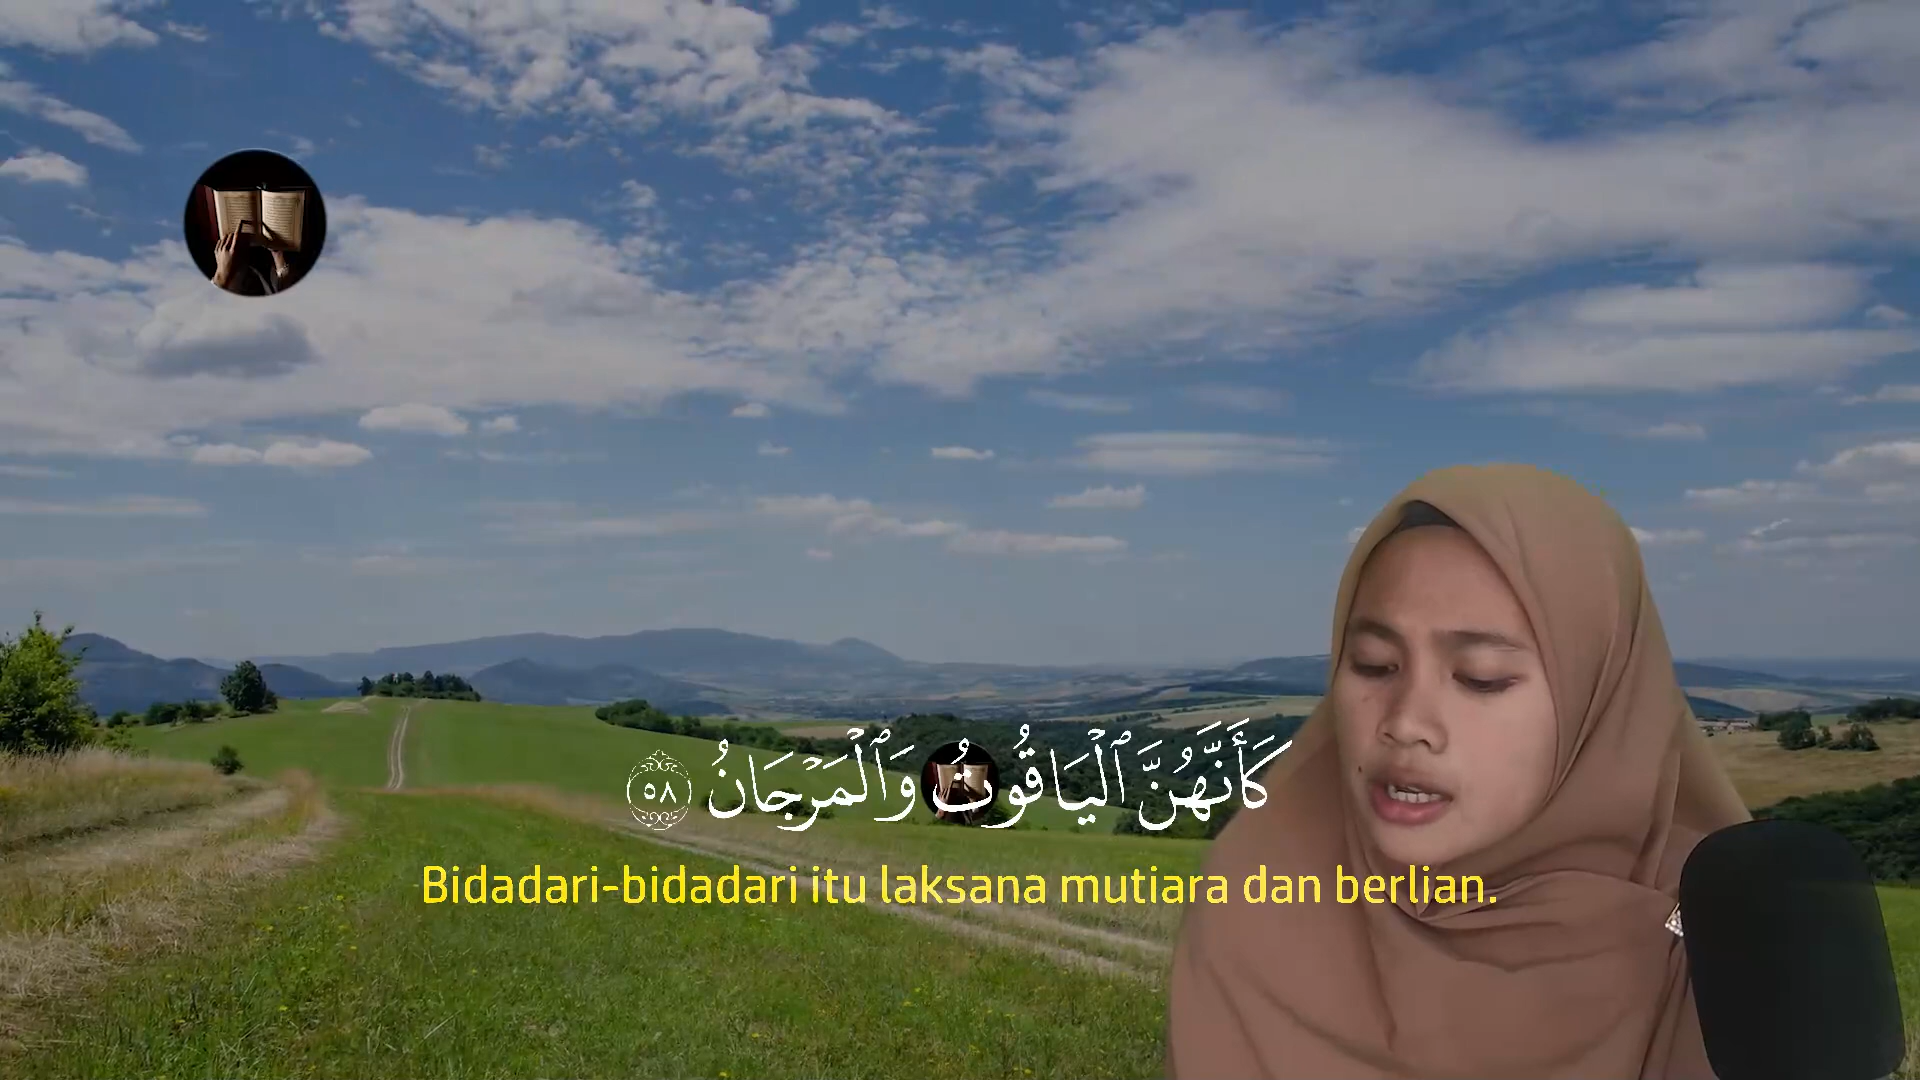 كَأَنَّهُنَّ ٱلۡيَاقُوتُ وَٱلۡمَرۡجَانُ ۝٥٨
Bidadari-bidadari itu laksana mutiara dan berlian.